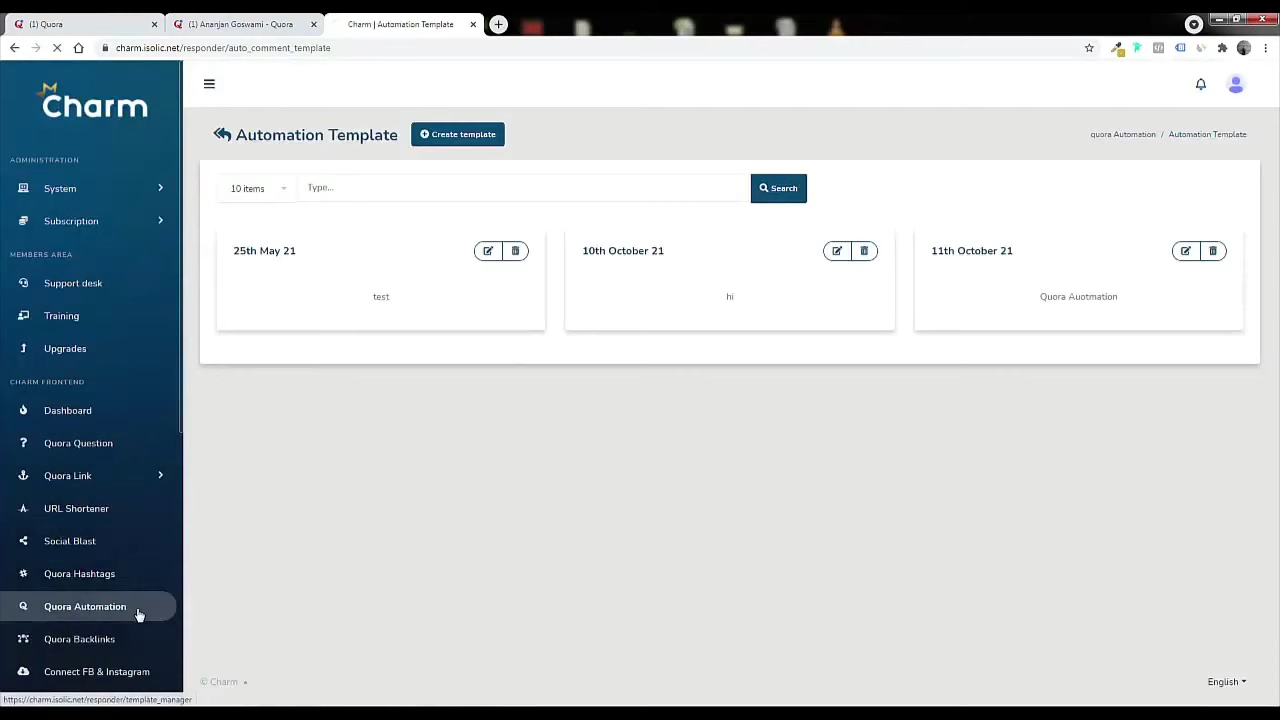 (1) Quora
(1) Ananjan Goswami - Quora
Charm | Automation Template
charm.isolic.net/responder/auto_comment_template
Charm
ADMINISTRATION
System
Subscription
MEMBERS AREA
Support desk
Training
Upgrades
CHARM FRONTEND
Dashboard
Quora Question
Quora Link
URL Shortener
Social Blast
Quora Hashtags
Quora Automation
Quora Backlinks
Connect FB & Instagram
https://charm.isolic.net/responder/template_manager
Automation Template
Create template
quora Automation / Automation Template
10 items
Type...
Search
25th May 21
test
10th October 21
hi
11th October 21
Quora Auotmation
© Charm
English